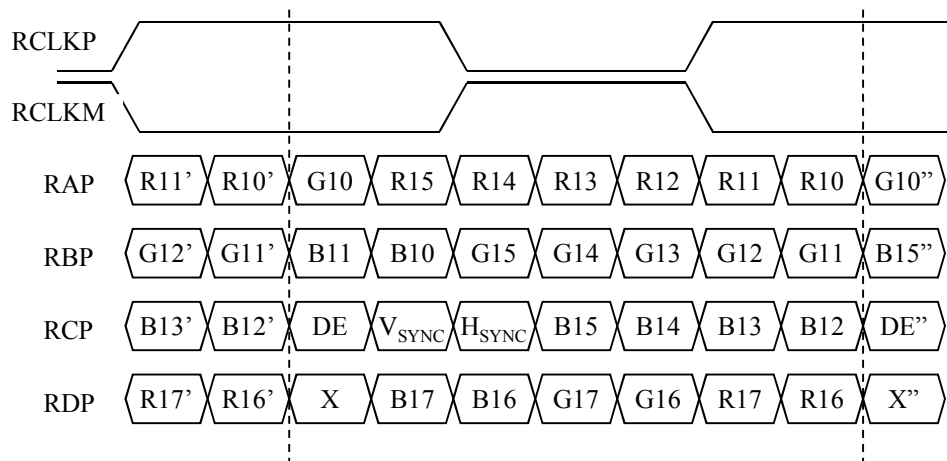 RCLKP
RCLKM
RAP R11’ R10’ G10 R15 R14 R13 R12 R11 R10 G10”
RBP G12’ G11’ B11 B10 G15 G14 G13 G12 G11 B15”
RCP B13’ B12’ DE VSYNC HSYNC B15 B14 B13 B12 DE”
RDP R17’ R16’ X B17 B16 G17 G16 R17 R16 X”